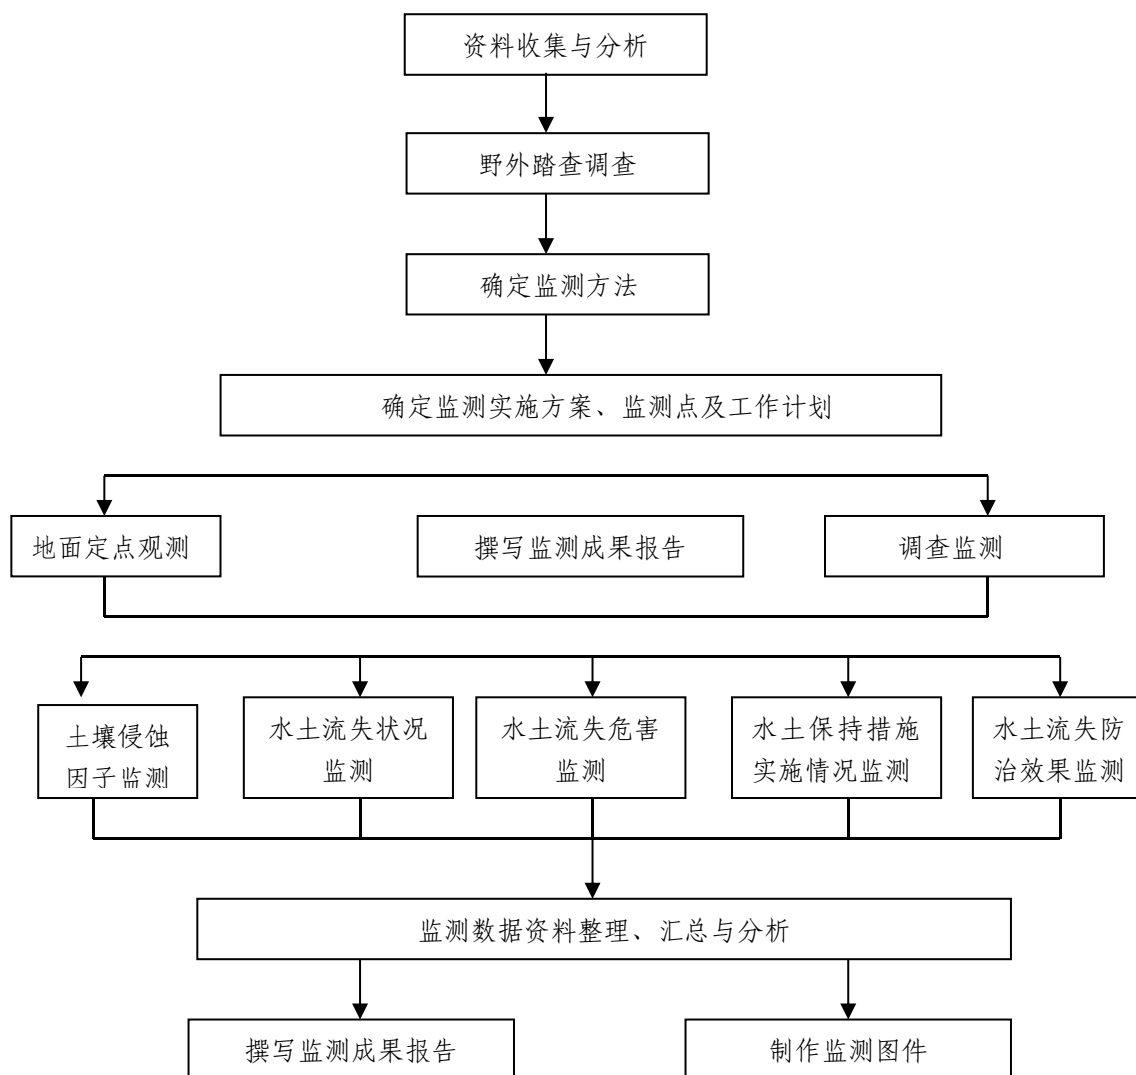 资料收集与分析
野外踏查调查
确定监测方法
确定监测实施方案、监测点及工作计划
地面定点观测
撰写监测成果报告
调查监测
土壤侵蚀
因子监测
水土流失状况
监测
水土流失危害
监测
水土保持措施
实施情况监测
水土流失防
治效果监测
监测数据资料整理、汇总与分析
撰写监测成果报告
制作监测图件